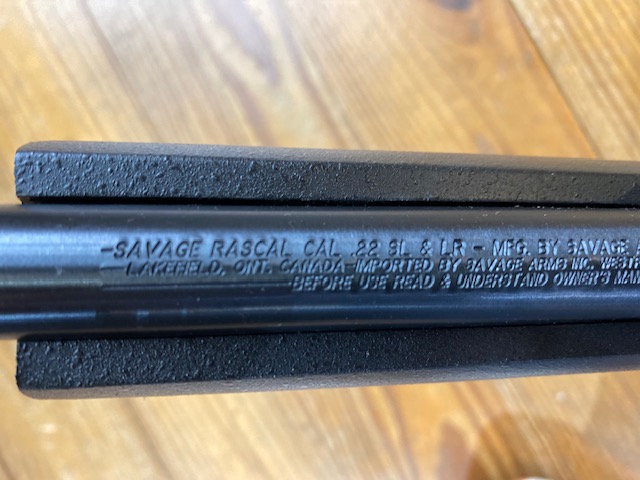 -SAVAGE RASCAL CAL .22 SL & LR - MFG. BY SAVAGE
LAKEFIELD, ONT. CANADA-IMPORTED BY SAVAGE ARMS INC.
BEFORE USE READ & UNDERSTAND OWNER'S